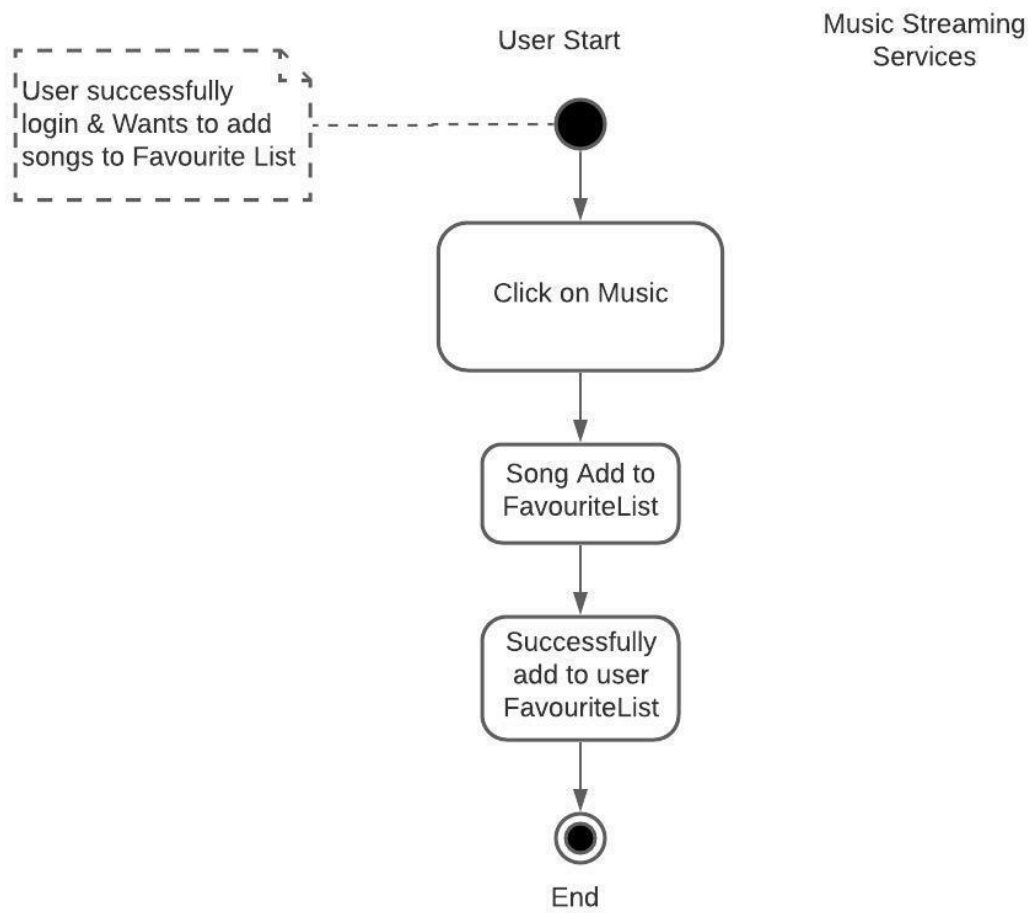 User Start
Music Streaming
Services
User successfully
login & Wants to add
songs to Favourite List
Click on Music
Song Add to
FavouriteList
Successfully
add to user
FavouriteList
End